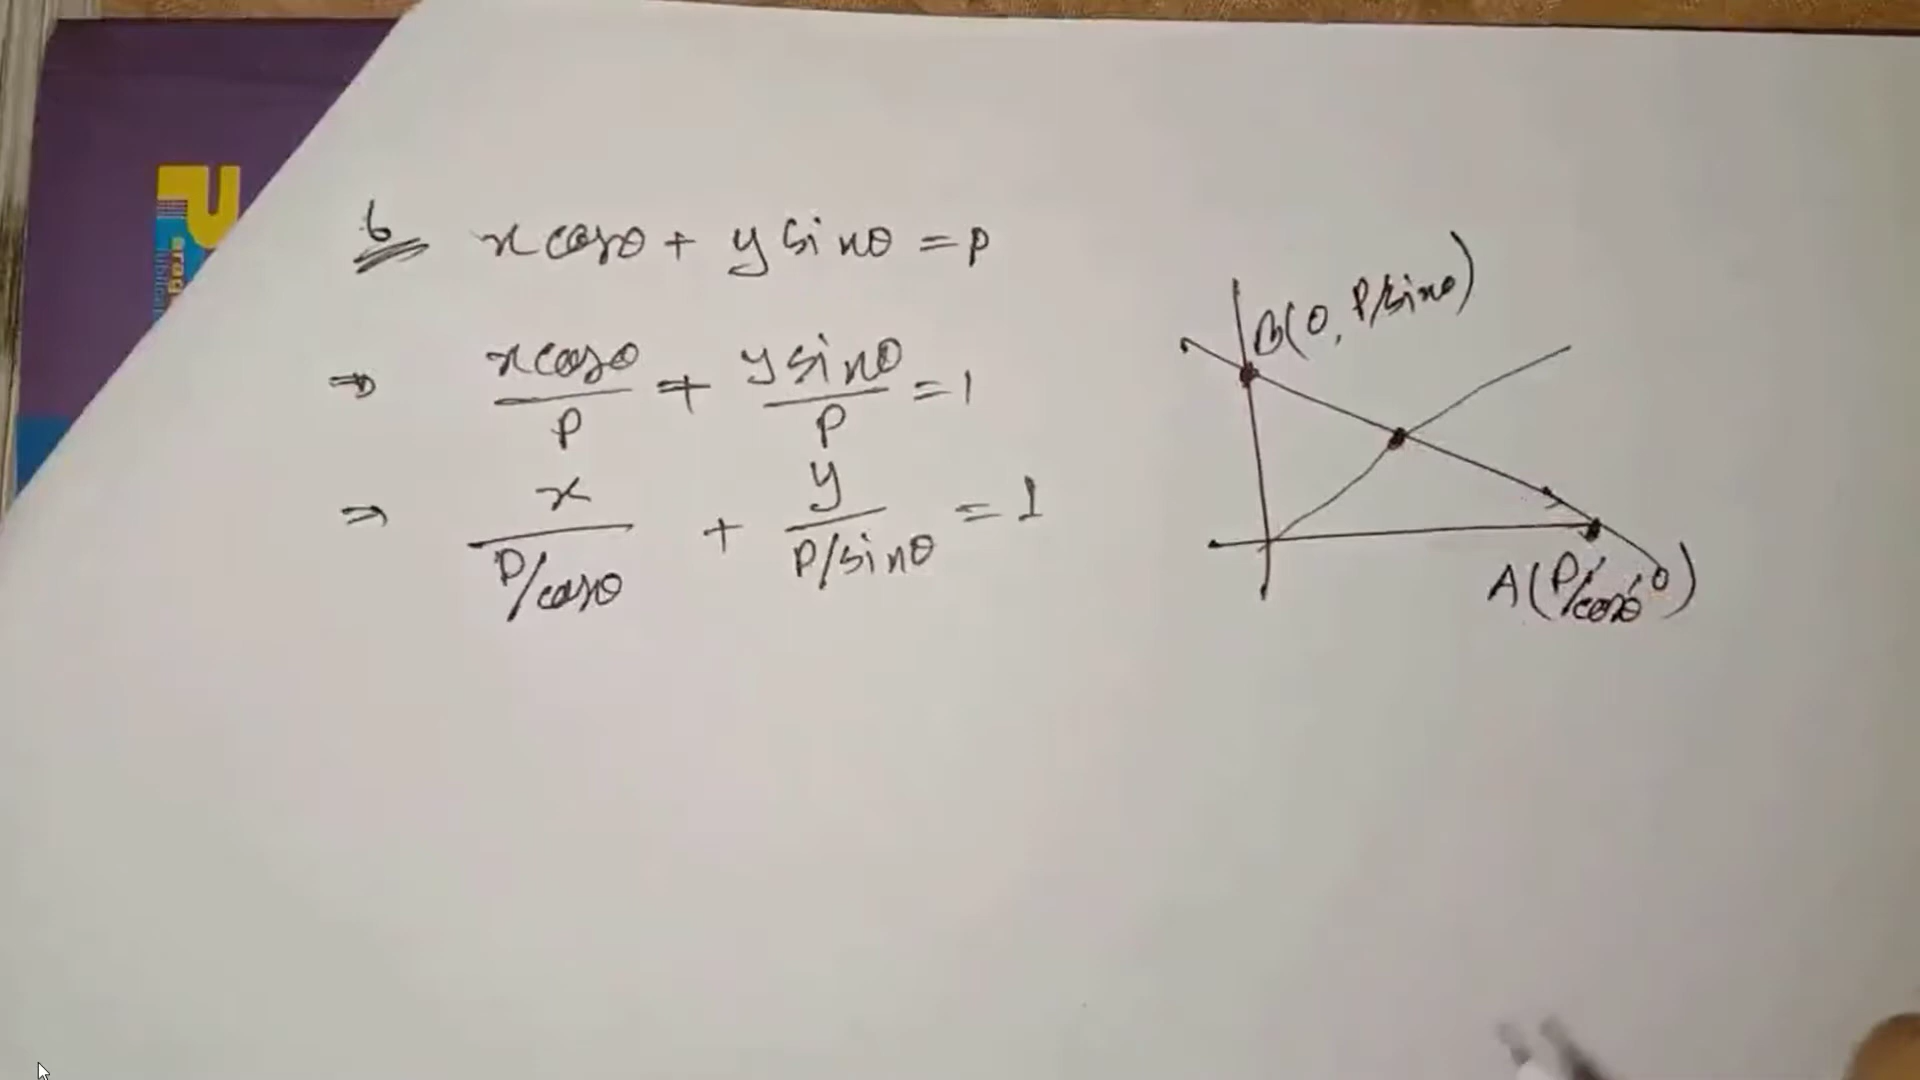 6 x cosθ + y sinθ = P
⇒ x cosθ/P + y sinθ/P = 1
⇒ x/P/cosθ + y/P/sinθ = 1
B(0, P/sinθ)
A(P/cosθ, 0)
P